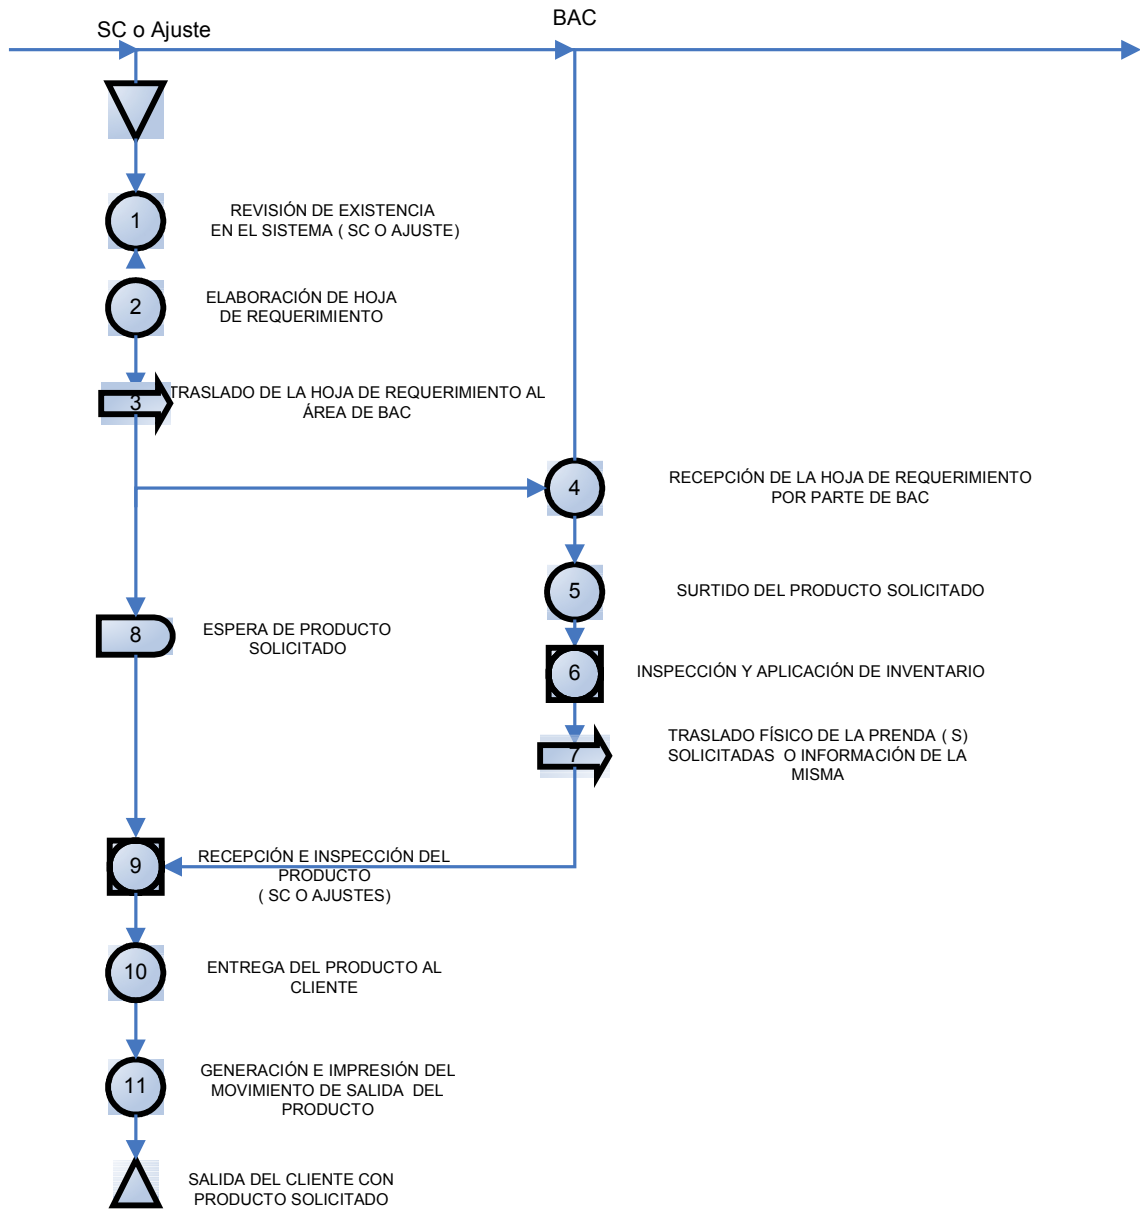 SC o Ajuste
BAC
1
REVISIÓN DE EXISTENCIA
EN EL SISTEMA ( SC O AJUSTE)
2
ELABORACIÓN DE HOJA
DE REQUERIMIENTO
3
TRASLADO DE LA HOJA DE REQUERIMIENTO AL
ÁREA DE BAC
4
RECEPCIÓN DE LA HOJA DE REQUERIMIENTO
POR PARTE DE BAC
5
SURTIDO DEL PRODUCTO SOLICITADO
8
ESPERA DE PRODUCTO
SOLICITADO
6
INSPECCIÓN Y APLICACIÓN DE INVENTARIO
7
TRASLADO FÍSICO DE LA PRENDA ( S)
SOLICITADAS O INFORMACIÓN DE LA
MISMA
9
RECEPCIÓN E INSPECCIÓN DEL
PRODUCTO
( SC O AJUSTES)
10
ENTREGA DEL PRODUCTO AL
CLIENTE
11
GENERACIÓN E IMPRESIÓN DEL
MOVIMIENTO DE SALIDA DEL
PRODUCTO
SALIDA DEL CLIENTE CON
PRODUCTO SOLICITADO